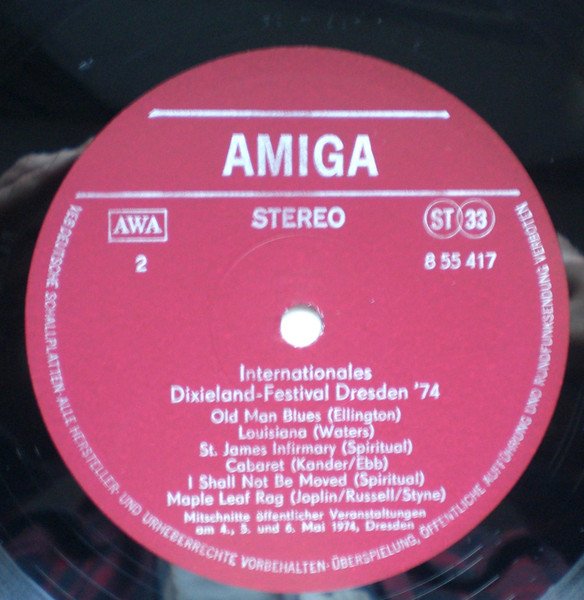 AMIGA
AWA
STEREO
ST 33
2
8 55 417
Internationales
Dixieland-Festival Dresden '74
Old Man Blues (Ellington)
Louisiana (Waters)
St. James Infirmary (Spiritual)
Cabaret (Kander/Ebb)
I Shall Not Be Moved (Spiritual)
Maple Leaf Rag (Joplin/Russell/Styne)
Mitschnitte öffentlicher Veranstaltungen
am 4., 5. und 6. Mai 1974, Dresden
VEB DEUTSCHE SCHALLPLATTEN·ALLE HERSTELLER- UND URHEBERRECHTE VORBEHALTEN·ÜBERSPIELUNG, ÖFFENTLICHE AUFFÜHRUNG UND RUNDFUNKSENDUNG VERBOTEN